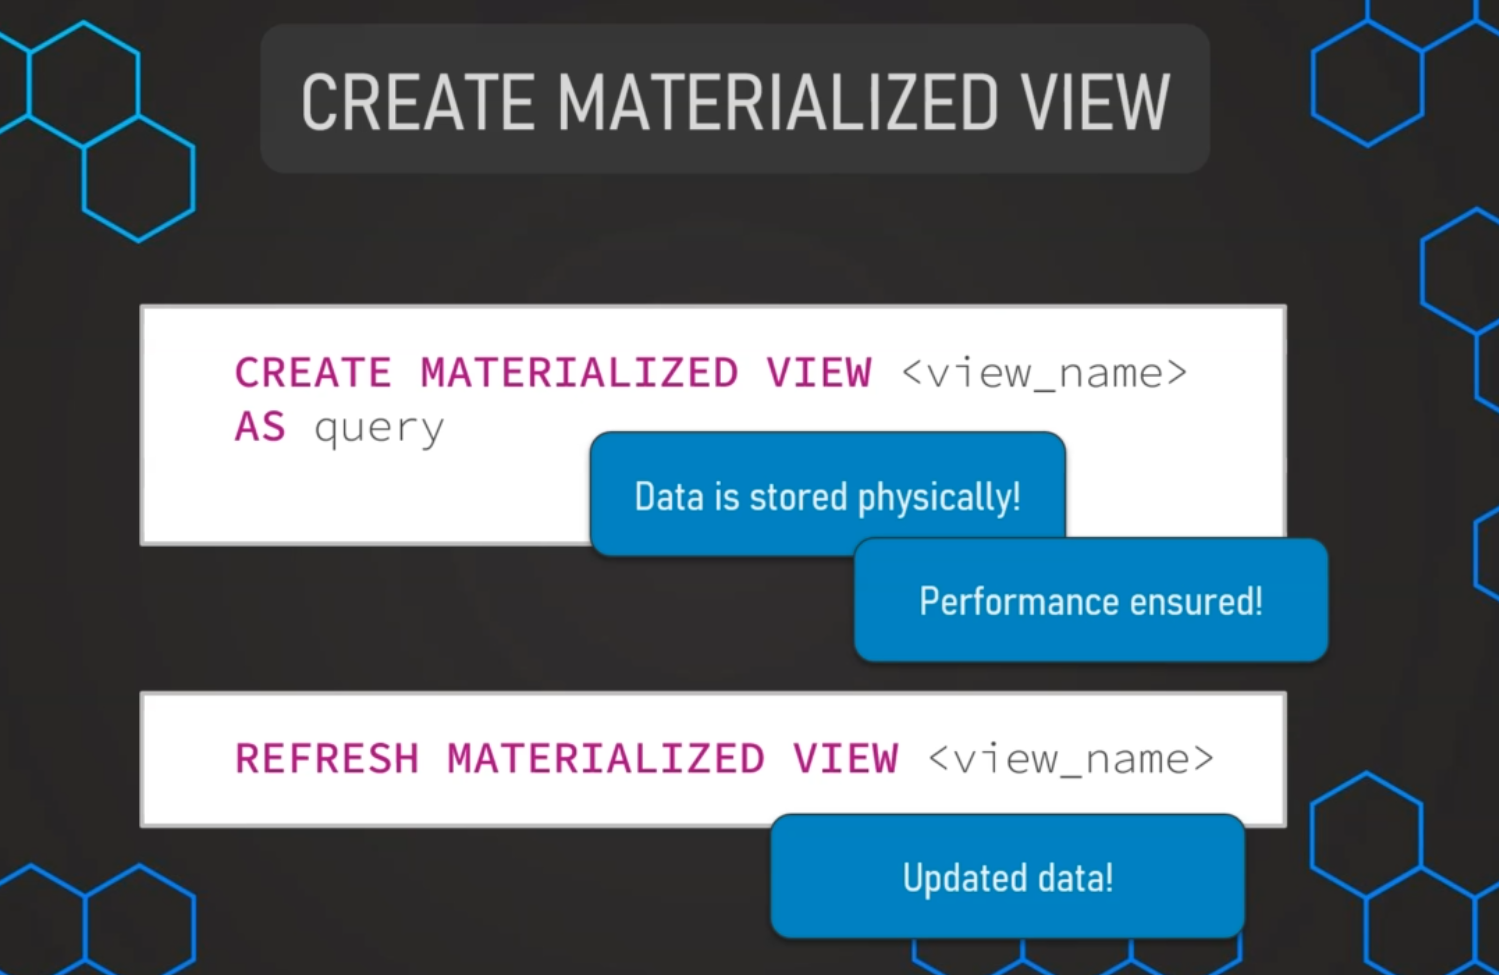 CREATE MATERIALIZED VIEW
CREATE MATERIALIZED VIEW <view_name>
AS query
Data is stored physically!
Performance ensured!
REFRESH MATERIALIZED VIEW <view_name>
Updated data!